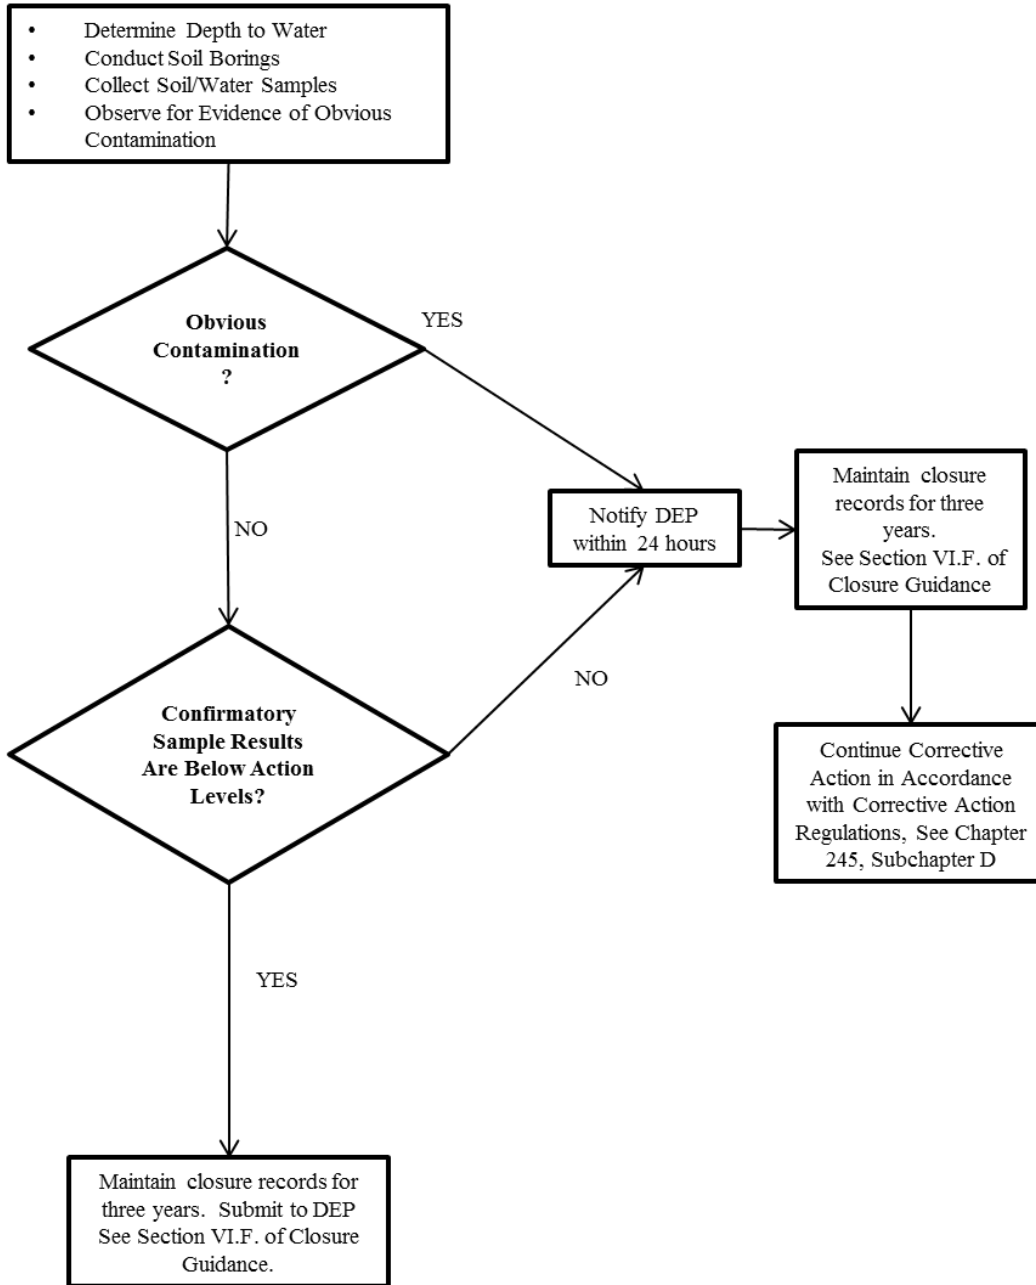 • Determine Depth to Water
• Conduct Soil Borings
• Collect Soil/Water Samples
• Observe for Evidence of Obvious
Contamination
Obvious
Contamination
?
YES
NO
Notify DEP
within 24 hours
Maintain closure
records for three
years.
See Section VI.F. of
Closure Guidance
Confirmatory
Sample Results
Are Below Action
Levels?
NO
Continue Corrective
Action in Accordance
with Corrective Action
Regulations, See Chapter
245, Subchapter D
YES
Maintain closure records for
three years. Submit to DEP
See Section VI.F. of Closure
Guidance.